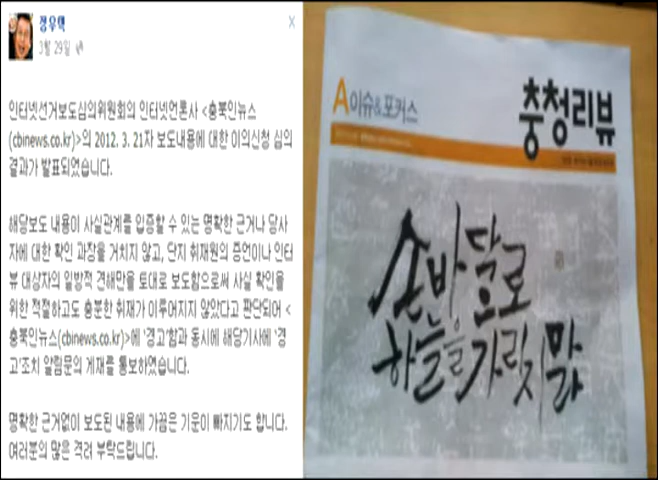 정우택
3월 29일
인터넷선거보도심의위원회의 인터넷언론사 <충북인뉴스
(cbinews.co.kr)>의 2012. 3. 21자 보도내용에 대한 이의신청 심의
결과가 발표되었습니다.
해당보도 내용이 사실관계를 입증할 수 있는 명확한 근거나 당사
자에 대한 확인 과장을 거치지 않고, 단지 취재원의 증언이나 인터
뷰 대상자의 일방적 견해만을 토대로 보도함으로써 사실 확인을
위한 적절하고도 충분한 취재가 이루어지지 않았다고 판단되어 <
충북인뉴스(cbinews.co.kr)>에 '경고'함과 동시에 해당기사에 '경
고'조치 알림문의 게재를 통보하였습니다.
명확한 근거없이 보도된 내용에 가끔은 기운이 빠지기도 합니다.
여러분의 많은 격려 부탁드립니다.
A이슈&포커스
충청리뷰
손바닥으로
하늘을 가리지 말라